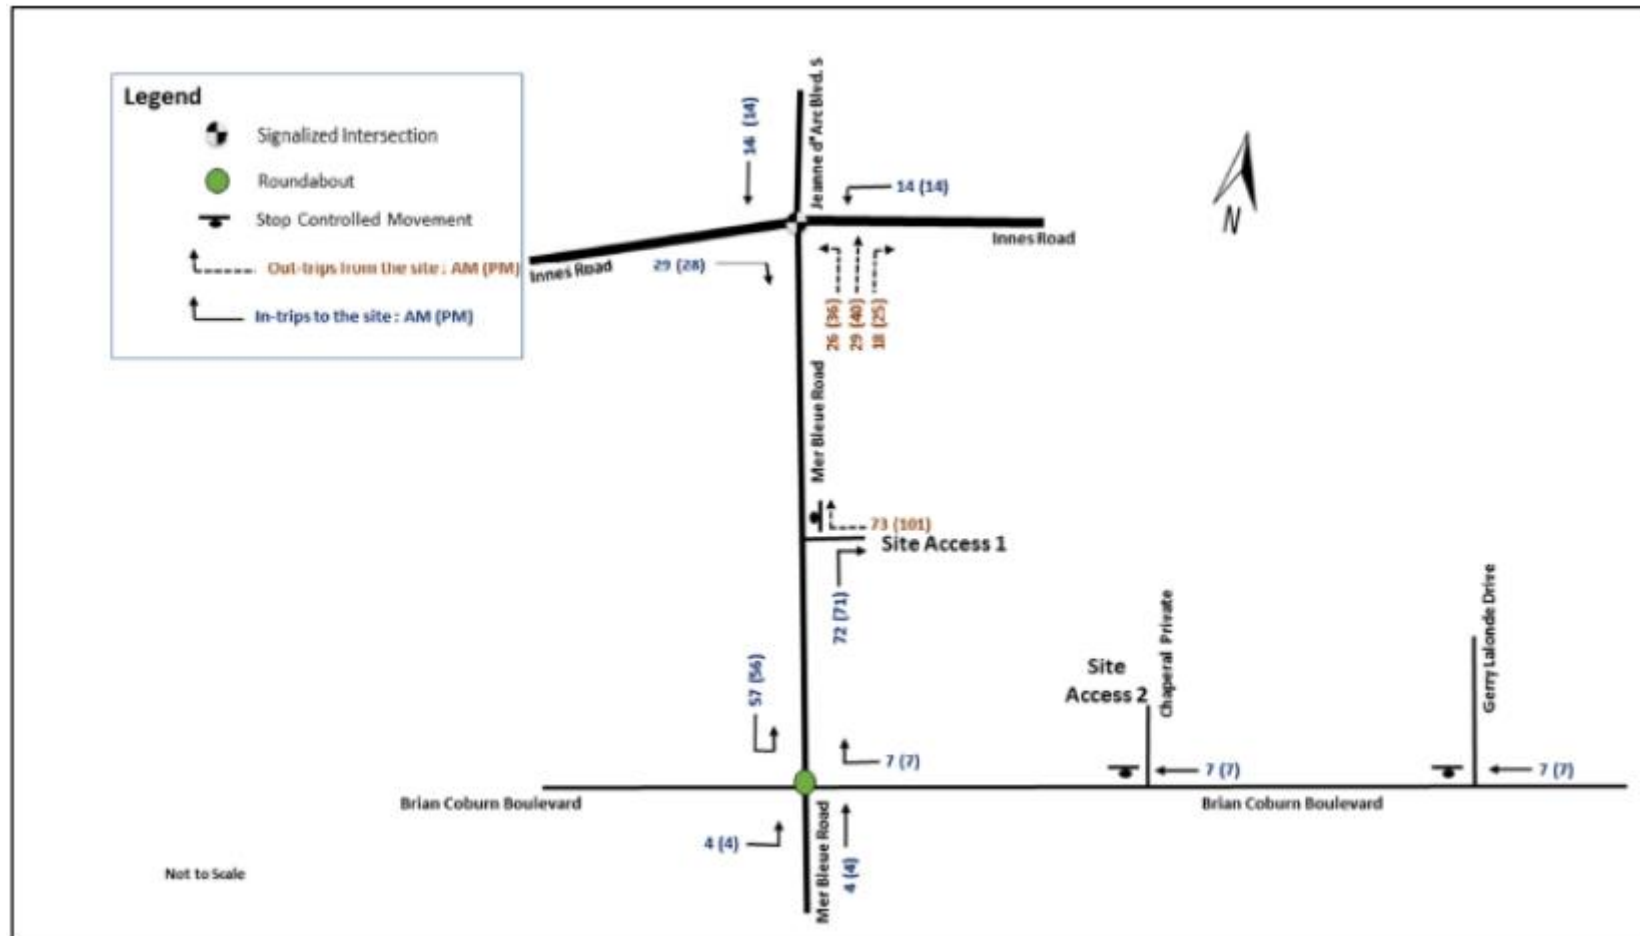 Legend
Signalized Intersection
Roundabout
Stop Controlled Movement
Out-trips from the site : AM (PM)
In-trips to the site : AM (PM)
14 (14)
Jeanne d'Arc Blvd. S
14 (14)
N
Innes Road
Innes Road
29 (28)
26 (36)
29 (40)
18 (25)
Mer Bleue Road
73 (101)
Site Access 1
72 (71)
57 (56)
Site
Access 2
Chaperal Private
Gerry Lalonde Drive
7 (7)
7 (7)
7 (7)
Brian Coburn Boulevard
Brian Coburn Boulevard
4 (4)
4 (4)
Mer Bleue Road
Not to Scale